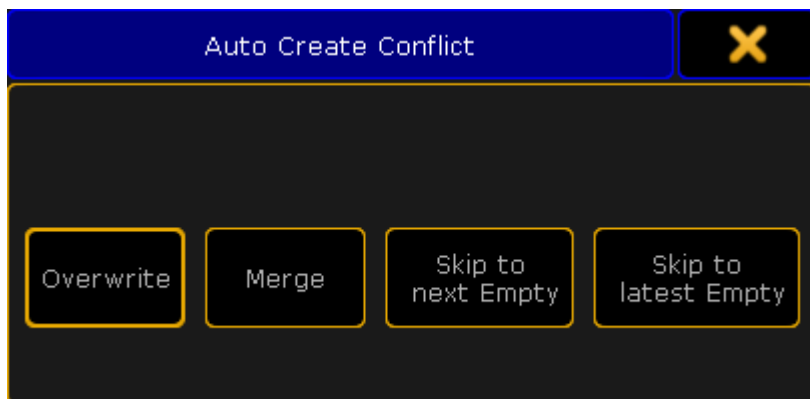 Auto Create Conflict
Overwrite
Merge
Skip to
next Empty
Skip to
latest Empty